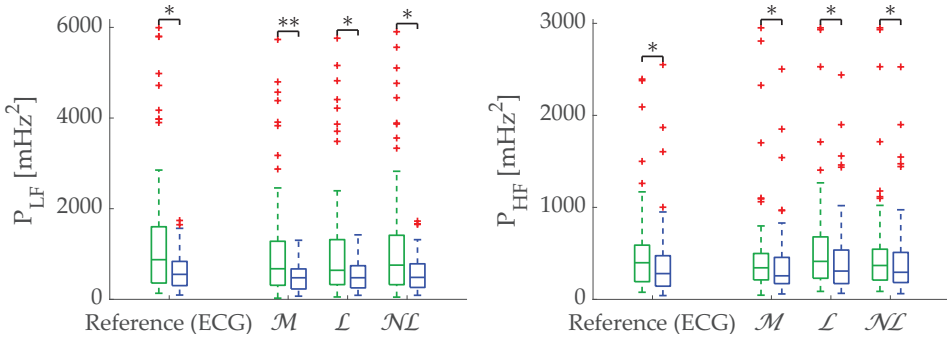 6000
4000
2000
0
P_LF [mHz²]
* ** * *
Reference (ECG) ℳ ℒ 𝒩ℒ
3000
2000
1000
0
P_HF [mHz²]
* * * *
Reference (ECG) ℳ ℒ 𝒩ℒ